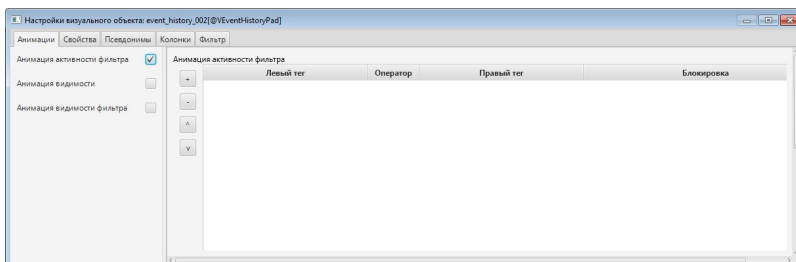 Настройки визуального объекта: event_history_002[@VEventHistoryPad]
Анимации Свойства Псевдонимы Колонки Фильтр
Анимация активности фильтра
Анимация видимости
Анимация видимости фильтра
Анимация активности фильтра
Левый тег Оператор Правый тег Блокировка
+
-
^
v